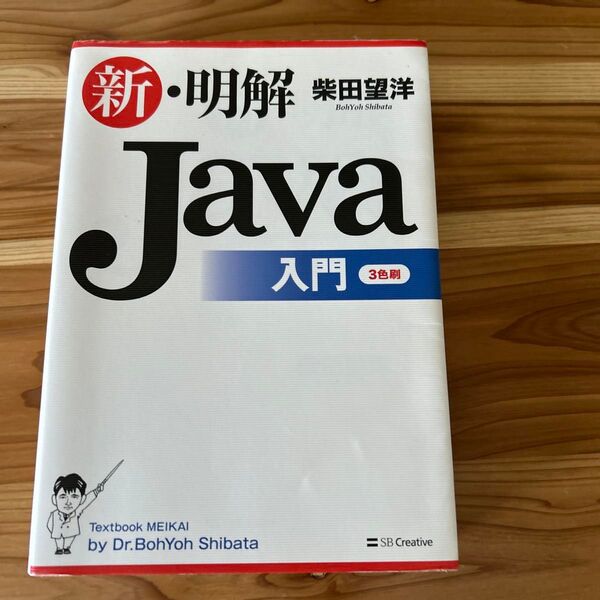 新・明解 柴田望洋
BohYoh Shibata
Java
入門 3色刷
Textbook MEIKAI
by Dr.BohYoh Shibata
SB Creative